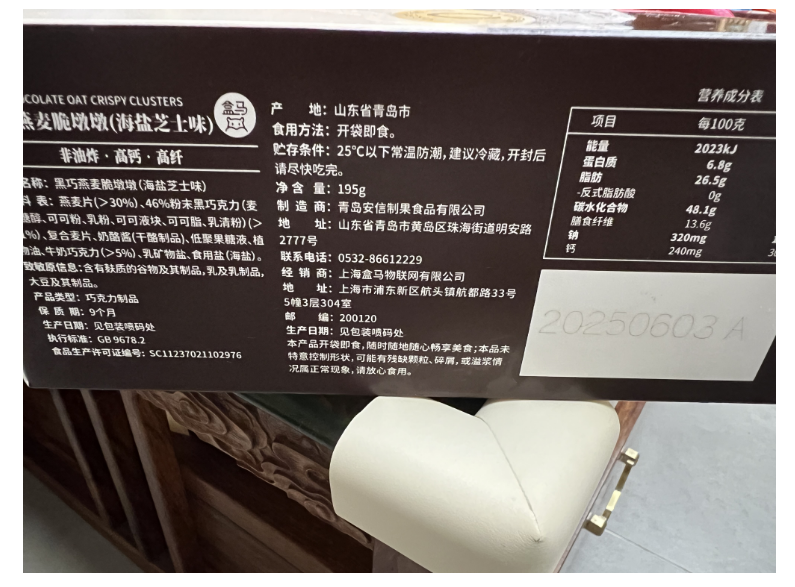 COLATE OAT CRISPY CLUSTERS
燕麦脆墩墩(海盐芝士味)
盒马
非油炸·高钙·高纤
名称：黑巧燕麦脆墩墩(海盐芝士味)
料 表：燕麦片(>30%)、46%粉末黑巧克力(麦
糖醇、可可粉、乳粉、可可液块、可可脂、乳清粉)(>
%)、复合麦片、奶酪酱(干酪制品)、低聚果糖液、植
物油、牛奶巧克力(>5%)、乳矿物盐、食用盐(海盐)。
致敏原信息：含有麸质的谷物及其制品，乳及乳制品，
大豆及其制品。
产品类型：巧克力制品
保 质 期：9个月
生产日期：见包装喷码处
执行标准：GB 9678.2
食品生产许可证编号：SC11237021102976
产 地：山东省青岛市
食用方法：开袋即食。
贮存条件：25℃以下常温防潮，建议冷藏，开封后
请尽快吃完。
净 含 量：195g
制 造 商：青岛安信制果食品有限公司
地 址：山东省青岛市黄岛区珠海街道明安路
2777号
联系电话：0532-86612229
经 销 商：上海盒马物联网有限公司
地 址：上海市浦东新区航头镇航都路33号
5幢3层304室
邮 编：200120
生产日期：见包装喷码处
本产品开袋即食，随时随地随心畅享美食；本品未
特意控制形状，可能有残缺颗粒、碎屑，或溢浆情
况属正常现象，请放心食用。
营养成分表
项目 每100克
能量 2023kJ
蛋白质 6.8g
脂肪 26.5g
-反式脂肪酸 0g
碳水化合物 48.1g
膳食纤维 13.6g
钠 320mg
钙 240mg
20250603 A